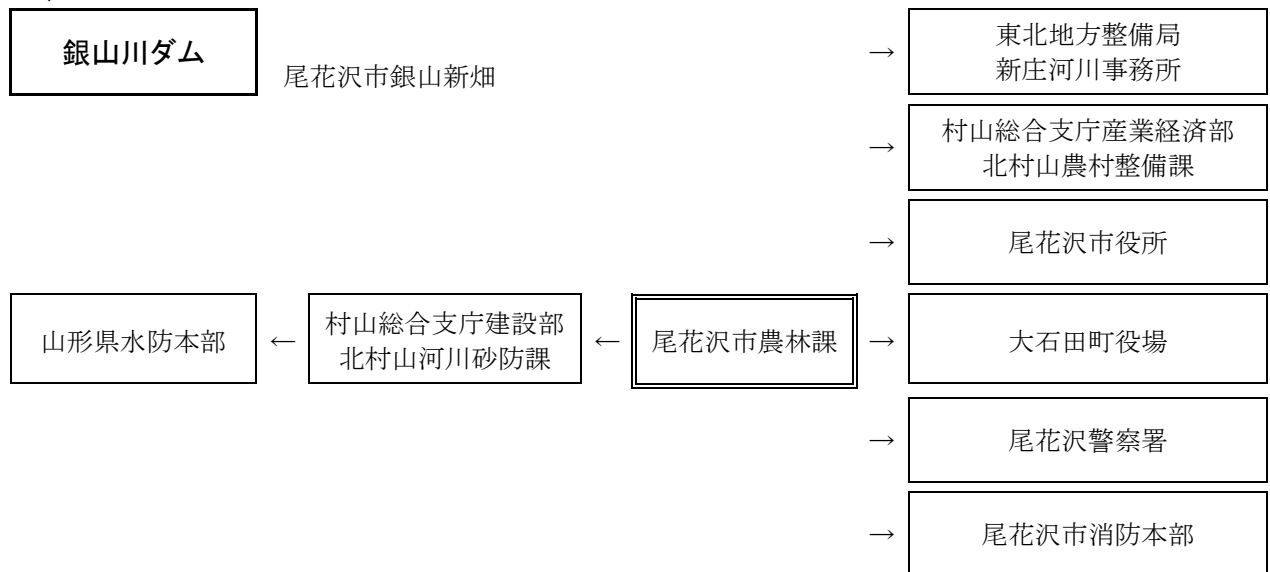 銀山川ダム
尾花沢市銀山新畑
→
東北地方整備局
新庄河川事務所
→
村山総合支庁産業経済部
北村山農村整備課
→
尾花沢市役所
山形県水防本部
←
村山総合支庁建設部
北村山河川砂防課
←
尾花沢市農林課
→
大石田町役場
→
尾花沢警察署
→
尾花沢市消防本部